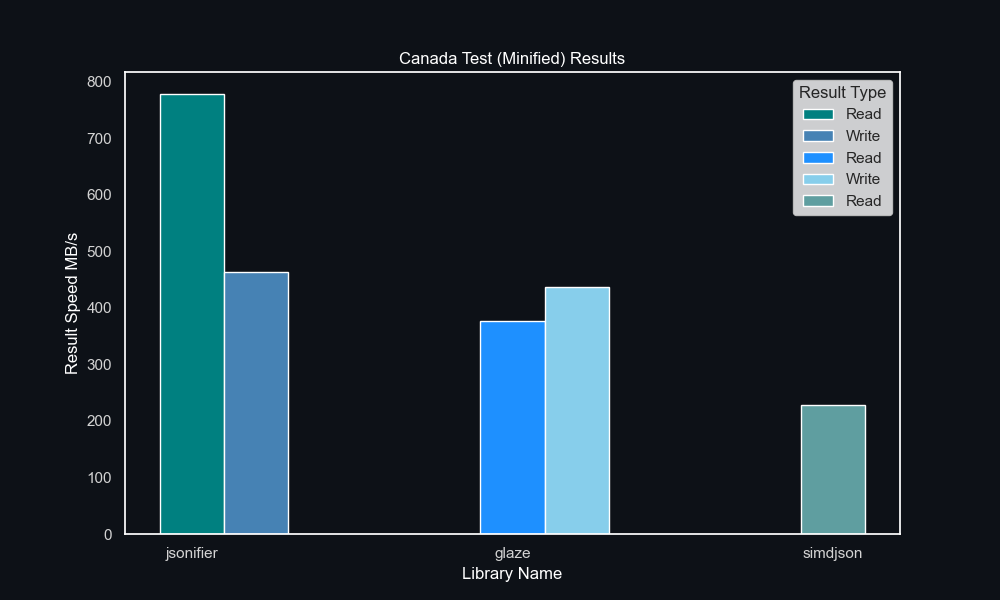 Canada Test (Minified) Results
Result Speed MB/s
800
700
600
500
400
300
200
100
0
Result Type
Read
Write
Read
Write
Read
jsonifier
glaze
simdjson
Library Name